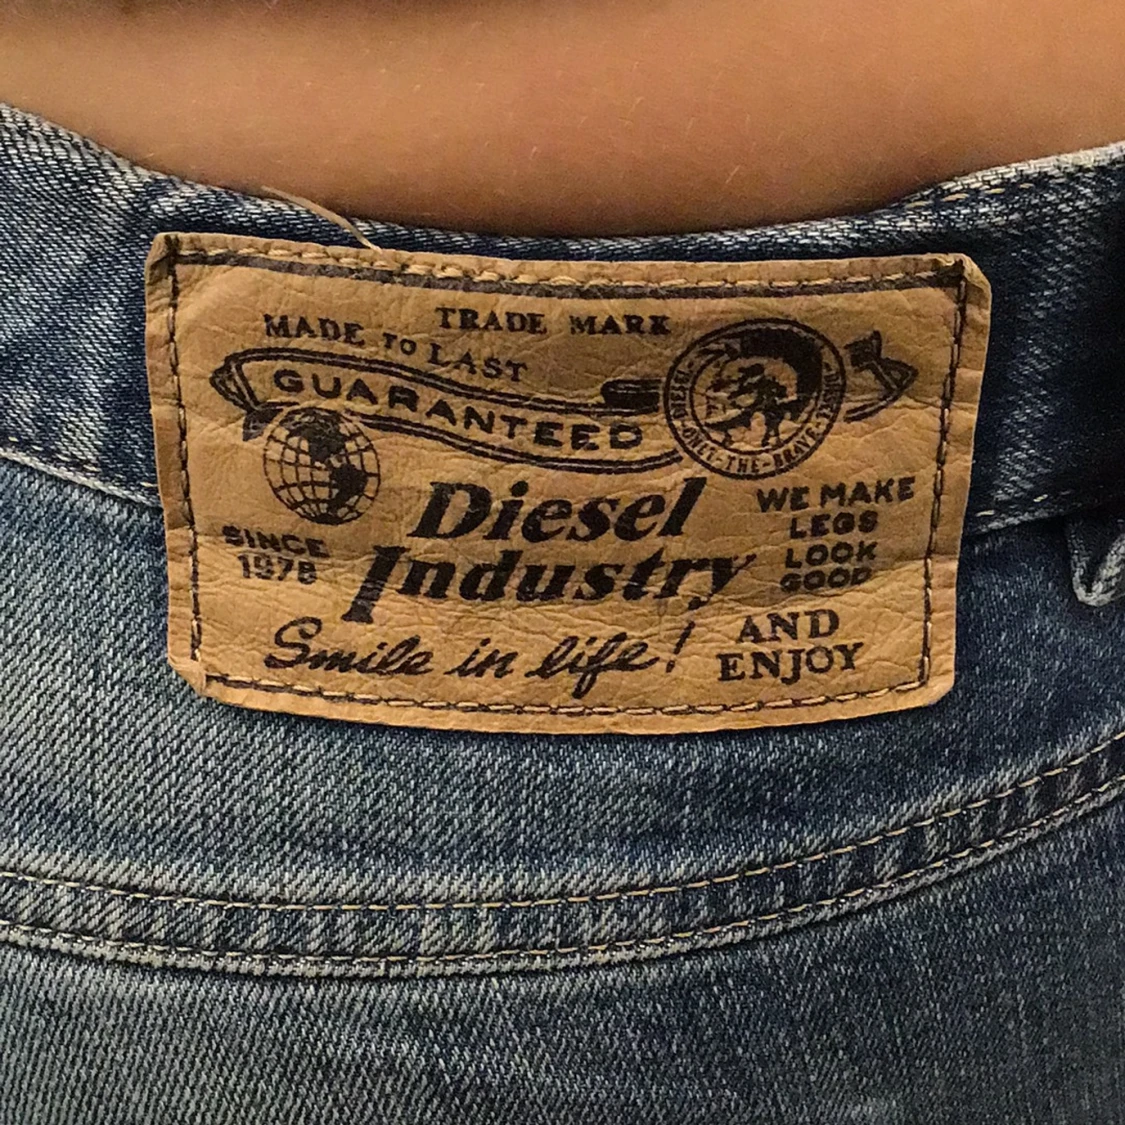 TRADE MARK
MADE TO LAST
GUARANTEED
DIESEL
ONLY-THE-BRAVE
Diesel
Industry
SINCE
1978
WE MAKE
LEGS
LOOK
GOOD
AND
ENJOY
Smile in life!